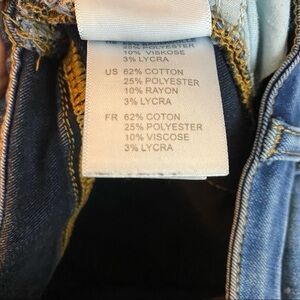 25% POLYESTER
10% VISCOSE
3% LYCRA
US 62% COTTON
25% POLYESTER
10% RAYON
3% LYCRA
FR 62% COTON
25% POLYESTER
10% VISCOSE
3% LYCRA